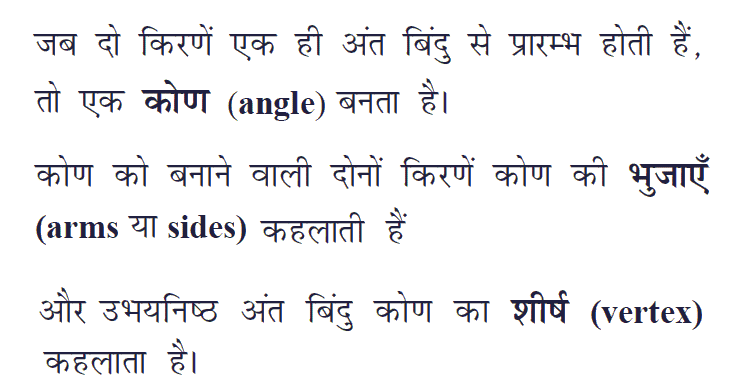 जब दो किरणें एक ही अंत बिंदु से प्रारम्भ होती हैं,
तो एक कोण (angle) बनता है।
कोण को बनाने वाली दोनों किरणें कोण की भुजाएँ
(arms या sides) कहलाती हैं
और उभयनिष्ठ अंत बिंदु कोण का शीर्ष (vertex)
कहलाता है।